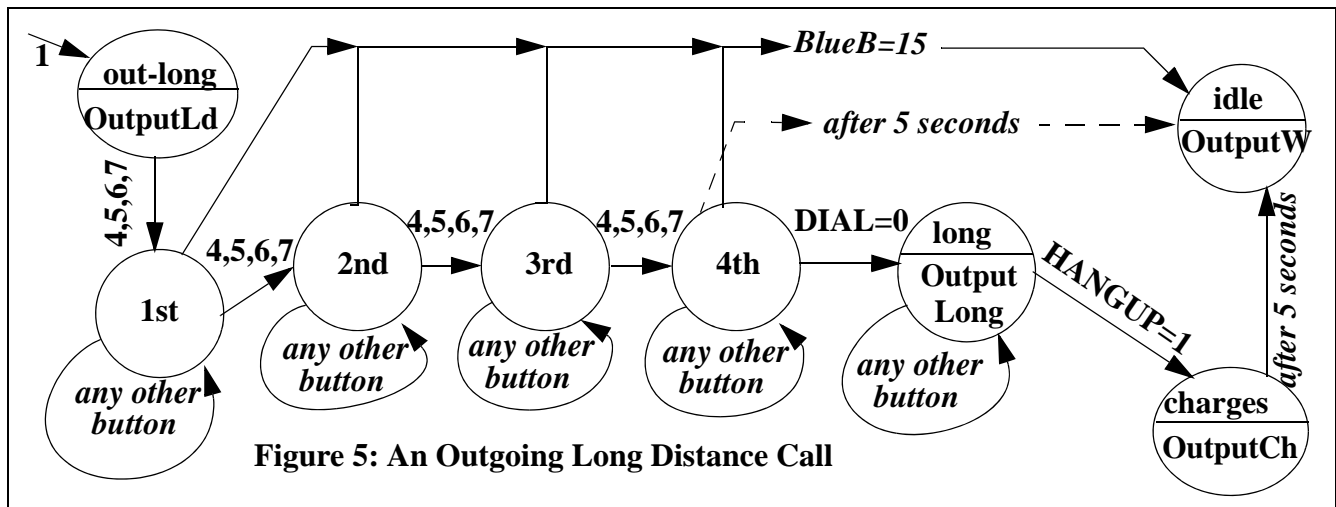 1
out-long
OutputLd
4,5,6,7
BlueB=15
idle
OutputW
after 5 seconds
1st
any other
button
4,5,6,7
2nd
any other
button
4,5,6,7
3rd
any other
button
4,5,6,7
4th
any other
button
DIAL=0
long
Output
Long
any other
button
HANGUP=1
charges
OutputCh
after 5 seconds
Figure 5: An Outgoing Long Distance Call